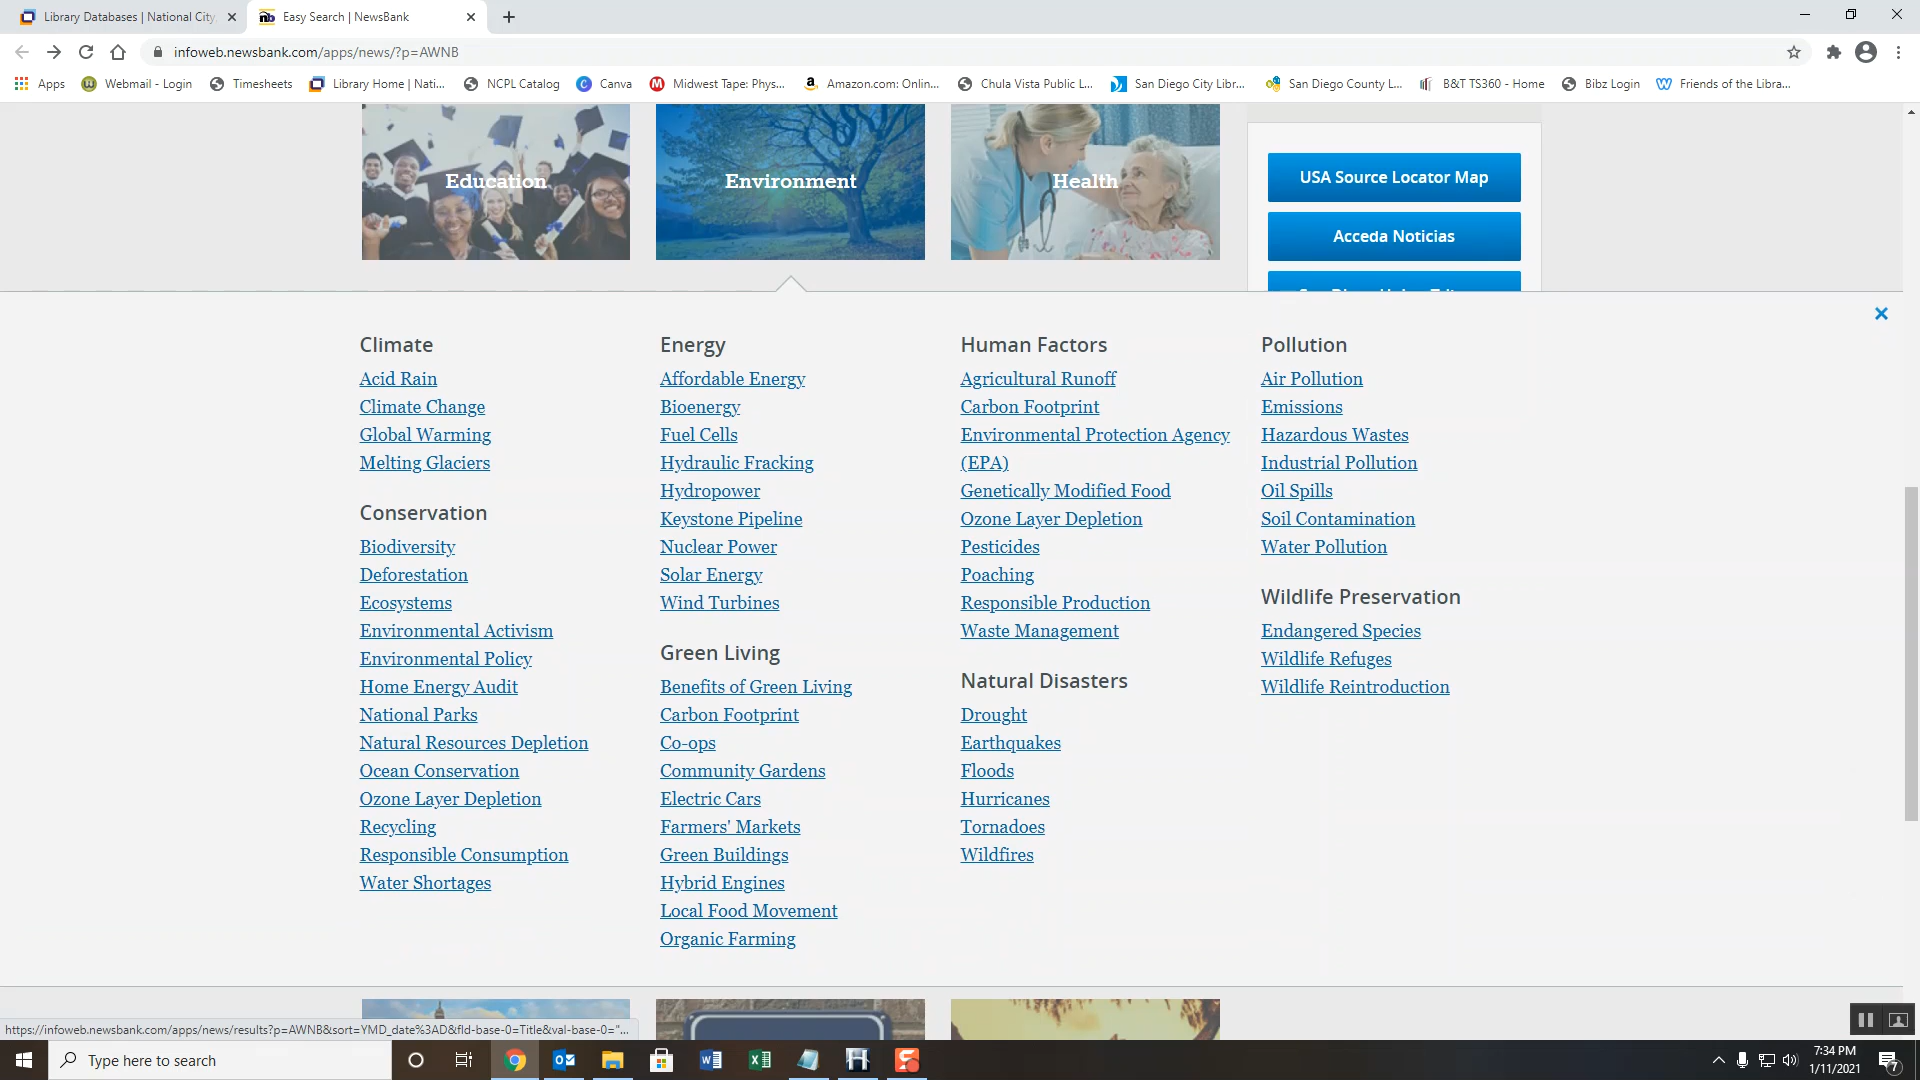 Library Databases | National City,
Easy Search | NewsBank
infoweb.newsbank.com/apps/news/?p=AWNB
Apps
Webmail - Login
Timesheets
Library Home | Nati...
NCPL Catalog
Canva
Midwest Tape: Phys...
Amazon.com: Onlin...
Chula Vista Public L...
San Diego City Libr...
San Diego County L...
B&T TS360 - Home
Bibz Login
Friends of the Libra...
Education
Environment
Health
USA Source Locator Map
Acceda Noticias
Climate
Acid Rain
Climate Change
Global Warming
Melting Glaciers
Conservation
Biodiversity
Deforestation
Ecosystems
Environmental Activism
Environmental Policy
Home Energy Audit
National Parks
Natural Resources Depletion
Ocean Conservation
Ozone Layer Depletion
Recycling
Responsible Consumption
Water Shortages
Energy
Affordable Energy
Bioenergy
Fuel Cells
Hydraulic Fracking
Hydropower
Keystone Pipeline
Nuclear Power
Solar Energy
Wind Turbines
Green Living
Benefits of Green Living
Carbon Footprint
Co-ops
Community Gardens
Electric Cars
Farmers' Markets
Green Buildings
Hybrid Engines
Local Food Movement
Organic Farming
Human Factors
Agricultural Runoff
Carbon Footprint
Environmental Protection Agency
(EPA)
Genetically Modified Food
Ozone Layer Depletion
Pesticides
Poaching
Responsible Production
Waste Management
Natural Disasters
Drought
Earthquakes
Floods
Hurricanes
Tornadoes
Wildfires
Pollution
Air Pollution
Emissions
Hazardous Wastes
Industrial Pollution
Oil Spills
Soil Contamination
Water Pollution
Wildlife Preservation
Endangered Species
Wildlife Refuges
Wildlife Reintroduction
https://infoweb.newsbank.com/apps/news/results?p=AWNB&sort=YMD_date%3AD&fld-base-0=Title&val-base-0="...
Type here to search
7:34 PM
1/11/2021
7